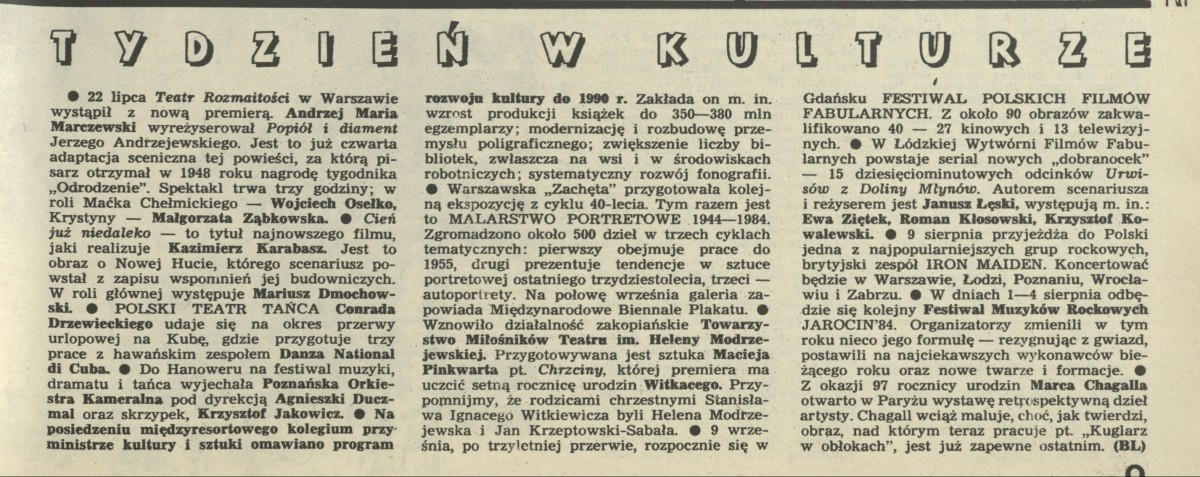 TYDZIEŃ W KULTURZE
● 22 lipca Teatr Rozmaitości w Warszawie
wystąpił z nową premierą. Andrzej Maria
Marczewski wyreżyserował Popiół i diament
Jerzego Andrzejewskiego. Jest to już czwarta
adaptacja sceniczna tej powieści, za którą pi-
sarz otrzymał w 1948 roku nagrodę tygodnika
„Odrodzenie”. Spektakl trwa trzy godziny; w
roli Maćka Chełmickiego — Wojciech Osełko,
Krystyny — Małgorzata Ząbkowska. ● Cień
już niedaleko — to tytuł najnowszego filmu,
jaki realizuje Kazimierz Karabasz. Jest to
obraz o Nowej Hucie, którego scenariusz po-
wstał z zapisu wspomnień jej budowniczych.
W roli głównej występuje Mariusz Dmochow-
ski. ● POLSKI TEATR TAŃCA Conrada
Drzewieckiego udaje się na okres przerwy
urlopowej na Kubę, gdzie przygotuje trzy
prace z hawańskim zespołem Danza National
di Cuba. ● Do Hanoweru na festiwal muzyki,
dramatu i tańca wyjechała Poznańska Orkie-
stra Kameralna pod dyrekcją Agnieszki Ducz-
mal oraz skrzypek, Krzysztof Jakowicz. ● Na
posiedzeniu międzyresortowego kolegium przy
ministrze kultury i sztuki omawiano program
rozwoju kultury do 1990 r. Zakłada on m. in.
wzrost produkcji książek do 350—380 mln
egzemplarzy; modernizację i rozbudowę prze-
mysłu poligraficznego; zwiększenie liczby bi-
bliotek, zwłaszcza na wsi i w środowiskach
robotniczych; systematyczny rozwój fonografii.
● Warszawska „Zachęta” przygotowała kolej-
ną ekspozycję z cyklu 40-lecia. Tym razem jest
to MALARSTWO PORTRETOWE 1944—1984.
Zgromadzono około 500 dzieł w trzech cyklach
tematycznych: pierwszy obejmuje prace do
1955, drugi prezentuje tendencje w sztuce
portretowej ostatniego trzydziestolecia, trzeci —
autoportrety. Na połowę września galeria za-
powiada Międzynarodowe Biennale Plakatu. ●
Wznowiło działalność zakopiańskie Towarzy-
stwo Miłośników Teatru im. Heleny Modrze-
jewskiej. Przygotowywana jest sztuka Macieja
Pinkwarta pt. Chrzciny, której premiera ma
uczcić setną rocznicę urodzin Witkacego. Przy-
pomnijmy, że rodzicami chrzestnymi Stanisła-
wa Ignacego Witkiewicza byli Helena Modrze-
jewska i Jan Krzeptowski-Sabała. ● 9 wrze-
śnia, po trzyletniej przerwie, rozpocznie się w
Gdańsku FESTIWAL POLSKICH FILMÓW
FABULARNYCH. Z około 90 obrazów zakwa-
lifikowano 40 — 27 kinowych i 13 telewizyj-
nych. ● W Łódzkiej Wytwórni Filmów Fabu-
larnych powstaje serial nowych „dobranocek”
— 15 dziesięciominutowych odcinków Urwi-
sów z Doliny Młynów. Autorem scenariusza
i reżyserem jest Janusz Łęski, występują m. in.:
Ewa Ziętek, Roman Kłosowski, Krzysztof Ko-
walewski. ● 9 sierpnia przyjeżdża do Polski
jedna z najpopularniejszych grup rockowych,
brytyjski zespół IRON MAIDEN. Koncertować
będzie w Warszawie, Łodzi, Poznaniu, Wrocła-
wiu i Zabrzu. ● W dniach 1—4 sierpnia odbę-
dzie się kolejny Festiwal Muzyków Rockowych
JAROCIN'84. Organizatorzy zmienili w tym
roku nieco jego formułę — rezygnując z gwiazd,
postawili na najciekawszych wykonawców bie-
żącego roku oraz nowe twarze i formacje. ●
Z okazji 97 rocznicy urodzin Marca Chagalla
otwarto w Paryżu wystawę retrospektywną dzieł
artysty. Chagall wciąż maluje, choć, jak twierdzi,
obraz, nad którym teraz pracuje pt. „Kuglarz
w obłokach”, jest już zapewne ostatnim. (BL)